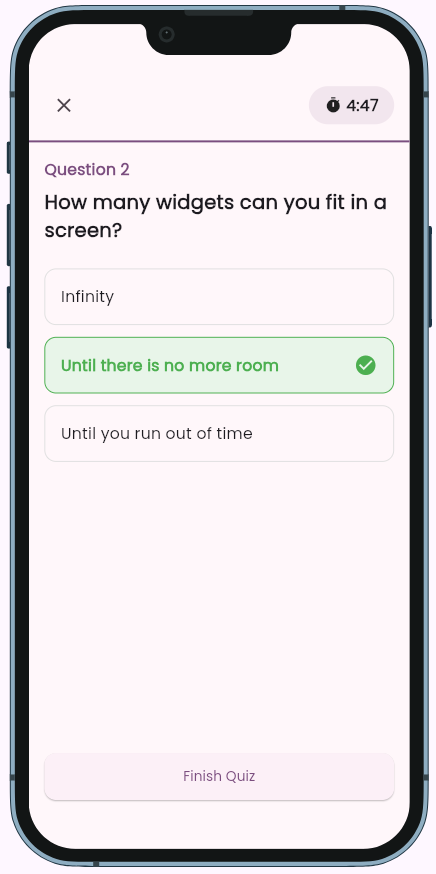 4:47
Question 2
How many widgets can you fit in a
screen?
Infinity
Until there is no more room
Until you run out of time
Finish Quiz